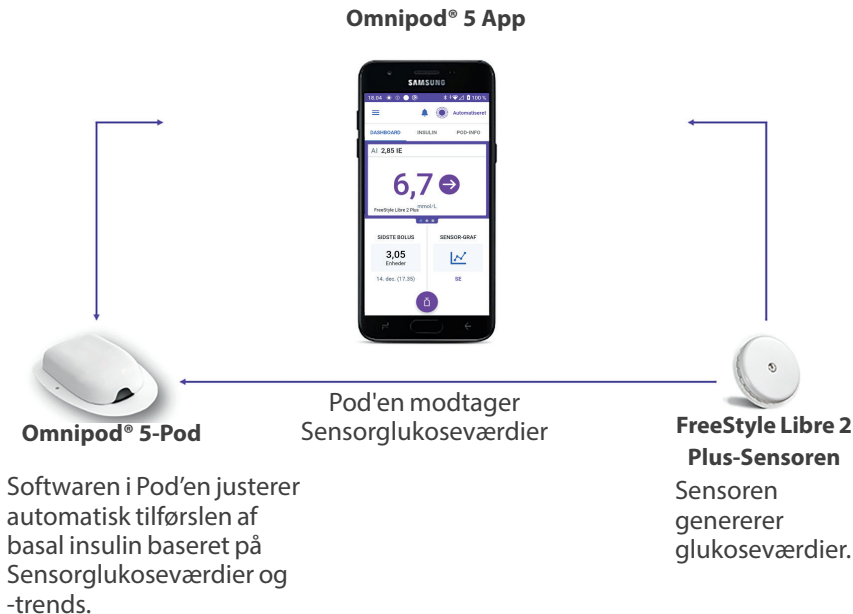 Omnipod® 5 App
SAMSUNG
18.04
100 %
Automatiseret
DASHBOARD INSULIN POD-INFO
AI 2,85 IE
6,7
mmol/L
FreeStyle Libre 2 Plus
SIDSTE BOLUS SENSOR-GRAF
3,05
Enheder
14. dec. (17.35) SE
Pod'en modtager
Sensorglukoseværdier
Omnipod® 5-Pod
Softwaren i Pod’en justerer
automatisk tilførslen af
basal insulin baseret på
Sensorglukoseværdier og
-trends.
FreeStyle Libre 2
Plus-Sensoren
Sensoren
genererer
glukoseværdier.